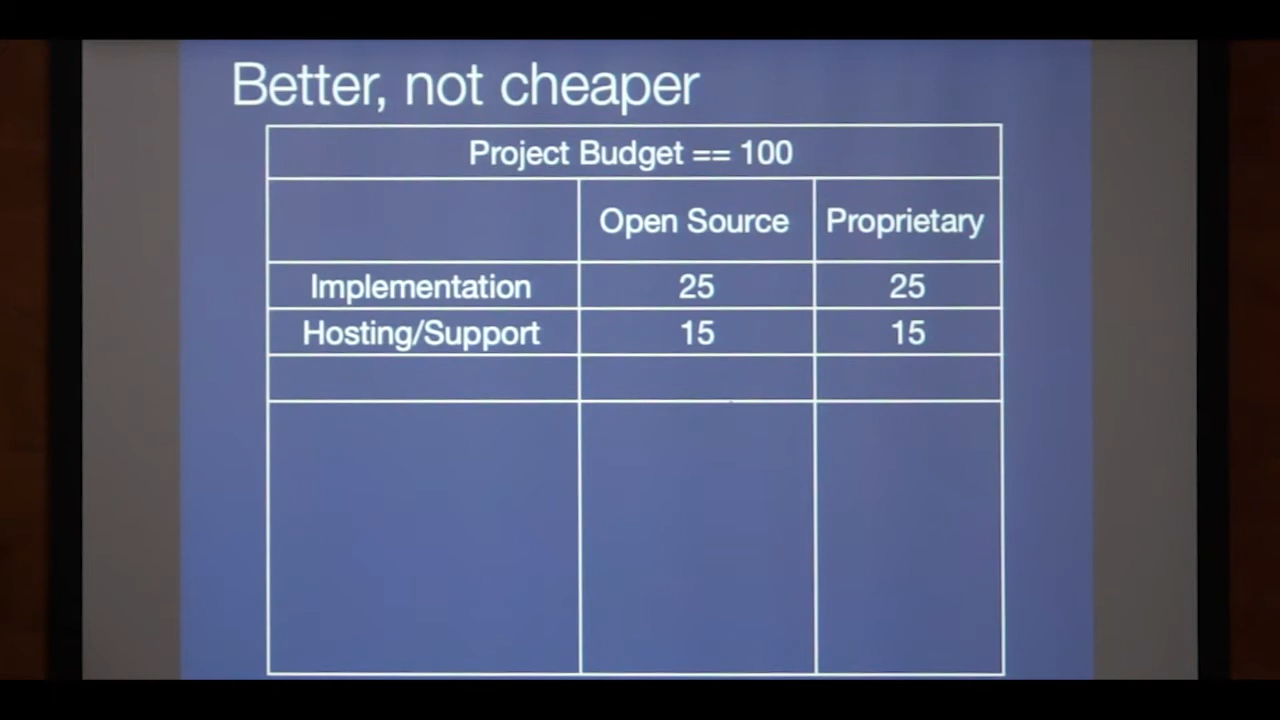 Better, not cheaper
Project Budget == 100
Open Source Proprietary
Implementation 25 25
Hosting/Support 15 15